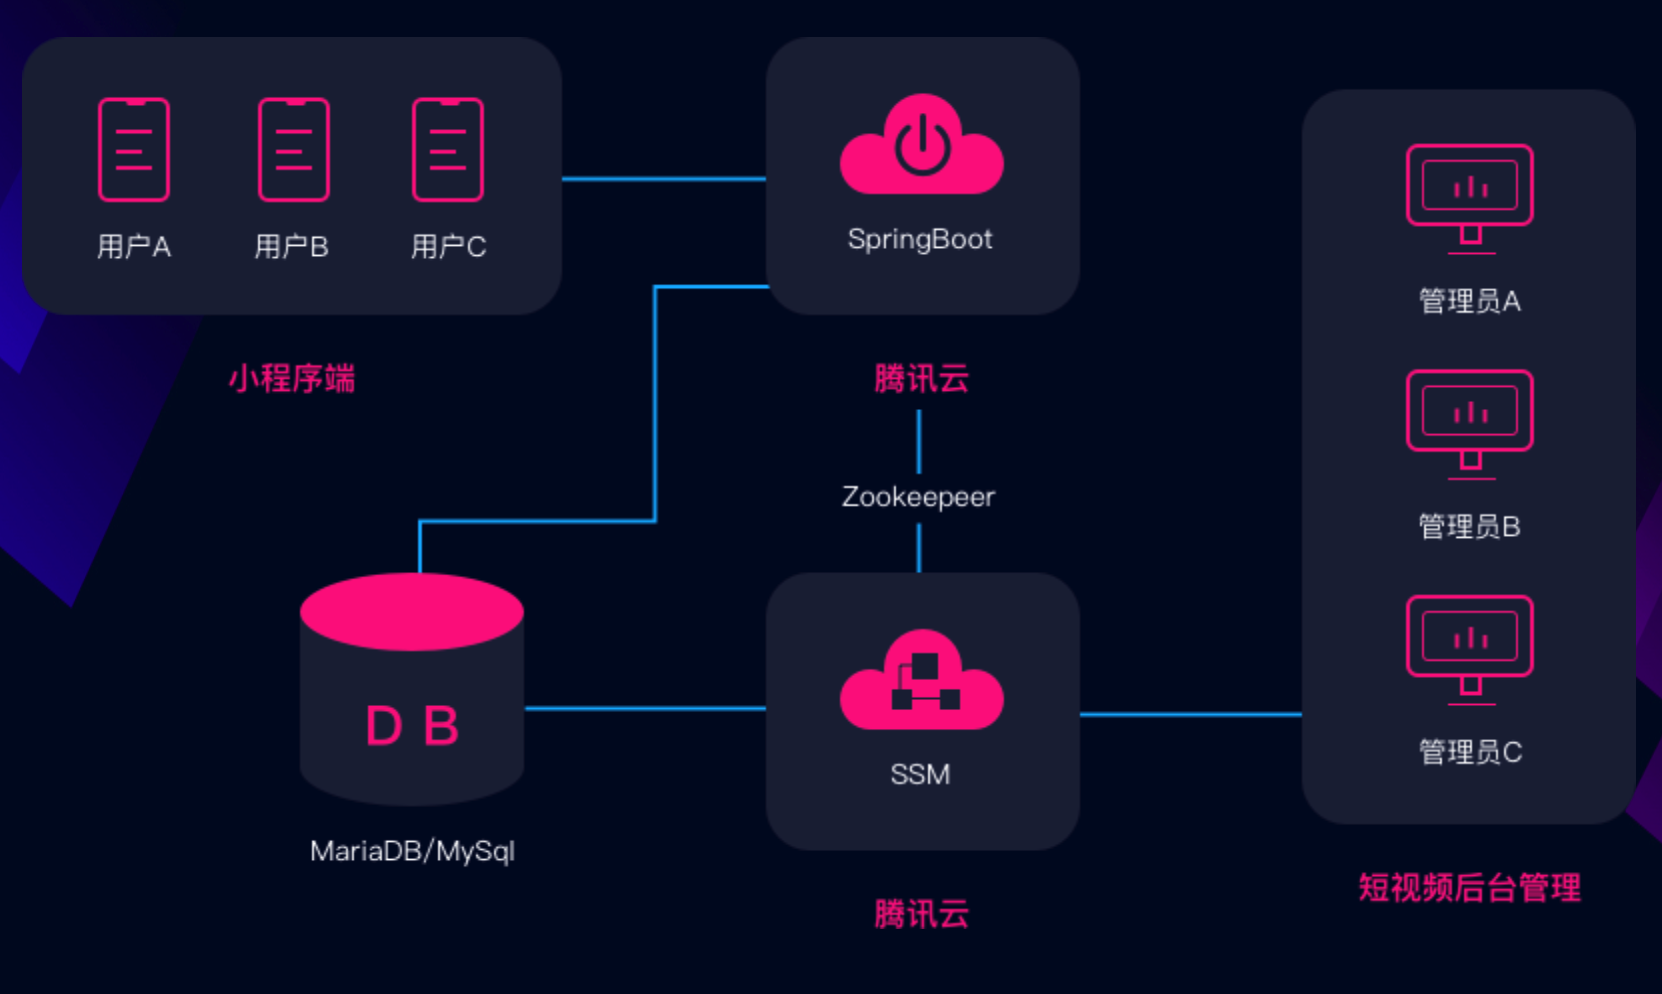 用户A
用户B
用户C
小程序端
SpringBoot
腾讯云
Zookeepeer
D B
MariaDB/MySql
SSM
腾讯云
管理员A
管理员B
管理员C
短视频后台管理